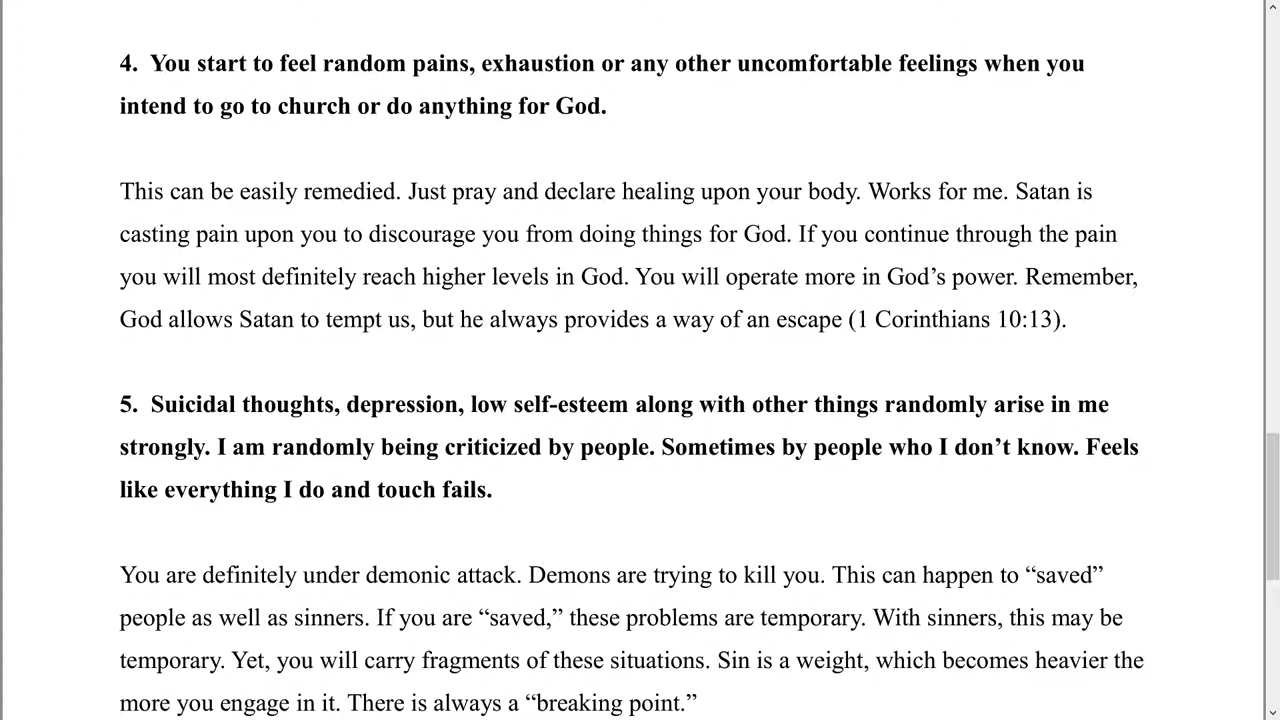 4. You start to feel random pains, exhaustion or any other uncomfortable feelings when you
intend to go to church or do anything for God.
This can be easily remedied. Just pray and declare healing upon your body. Works for me. Satan is
casting pain upon you to discourage you from doing things for God. If you continue through the pain
you will most definitely reach higher levels in God. You will operate more in God’s power. Remember,
God allows Satan to tempt us, but he always provides a way of an escape (1 Corinthians 10:13).
5. Suicidal thoughts, depression, low self-esteem along with other things randomly arise in me
strongly. I am randomly being criticized by people. Sometimes by people who I don’t know. Feels
like everything I do and touch fails.
You are definitely under demonic attack. Demons are trying to kill you. This can happen to “saved”
people as well as sinners. If you are “saved,” these problems are temporary. With sinners, this may be
temporary. Yet, you will carry fragments of these situations. Sin is a weight, which becomes heavier the
more you engage in it. There is always a “breaking point.”